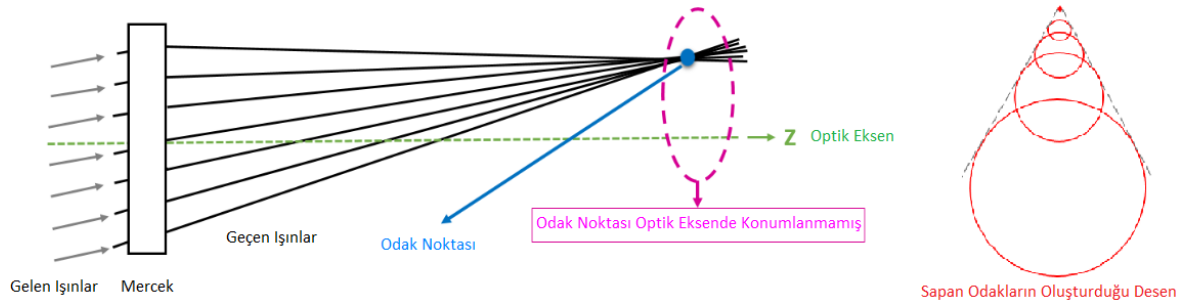 Z Optik Eksen
Odak Noktası Optik Eksende Konumlanmamış
Geçen Işınlar
Odak Noktası
Gelen Işınlar
Mercek
Sapan Odakların Oluşturduğu Desen